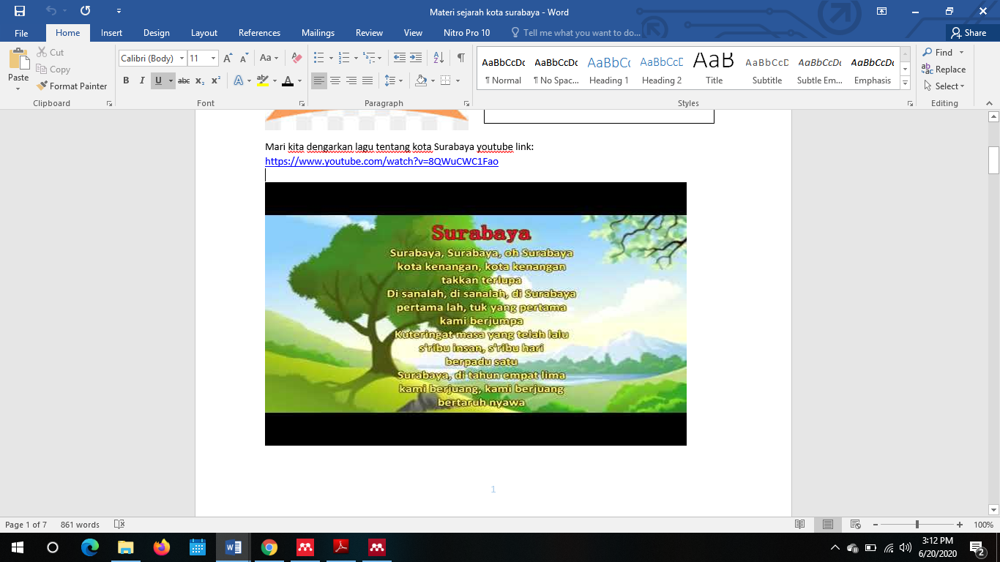 Materi sejarah kota surabaya - Word
File Home Insert Design Layout References Mailings Review View Nitro Pro 10 Tell me what you want to do... Share
Paste
Cut
Copy
Format Painter
Clipboard
Calibri (Body) 11
Font
Paragraph
AaBbCcDc AaBbCcDc AaBbCc AaBbCcD AaB AaBbCcD AaBbCcDc AaBbCcDc
¶ Normal ¶ No Spac... Heading 1 Heading 2 Title Subtitle Subtle Em... Emphasis
Styles
Find
Replace
Select
Editing
Mari kita dengarkan lagu tentang kota Surabaya youtube link:
https://www.youtube.com/watch?v=8QWuCWC1Fao
Surabaya
Surabaya, Surabaya, oh Surabaya
kota kenangan, kota kenangan
takkan terlupa
Di sanalah, di sanalah, di Surabaya
pertama lah, tuk yang pertama
kami berjumpa
Kuteringat masa yang telah lalu
s'ribu insan, s'ribu hari
berpadu satu
Surabaya, di tahun empat lima
kami berjuang, kami berjuang
bertaruh nyawa
1
Page 1 of 7 861 words 100%
3:12 PM
6/20/2020
2